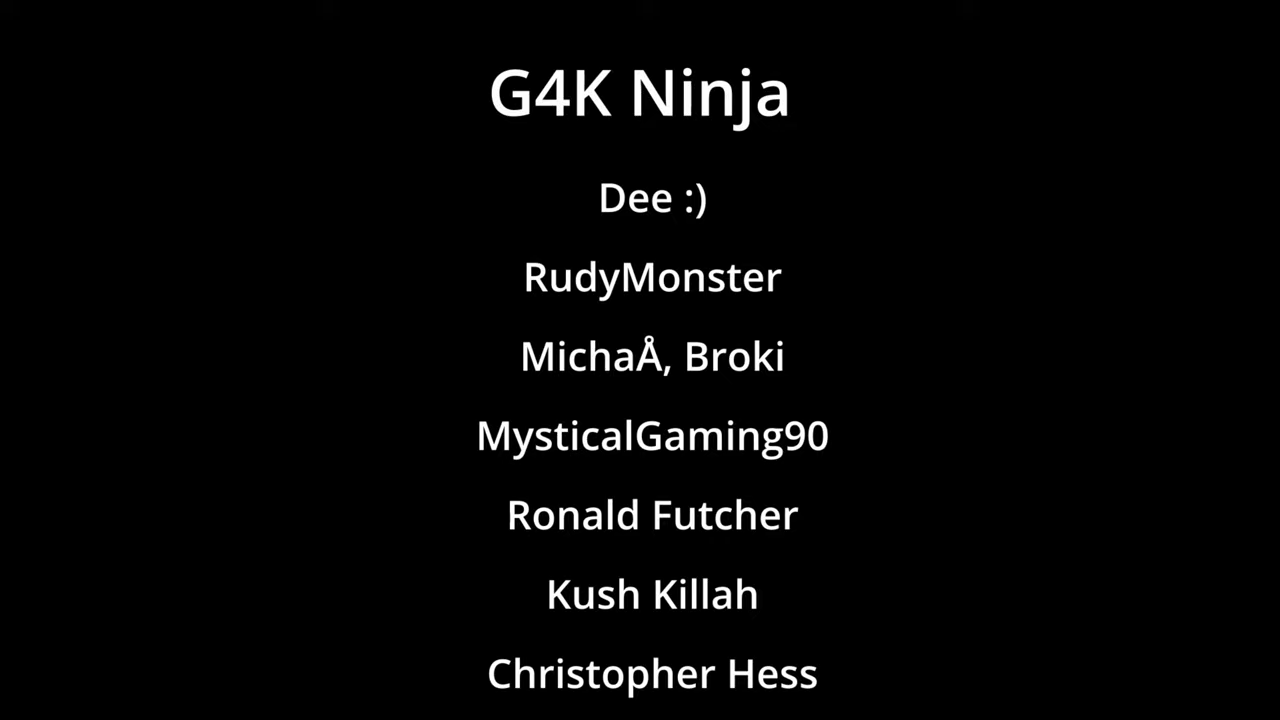 G4K Ninja
Dee :)
RudyMonster
MichaÅ, Broki
MysticalGaming90
Ronald Futcher
Kush Killah
Christopher Hess